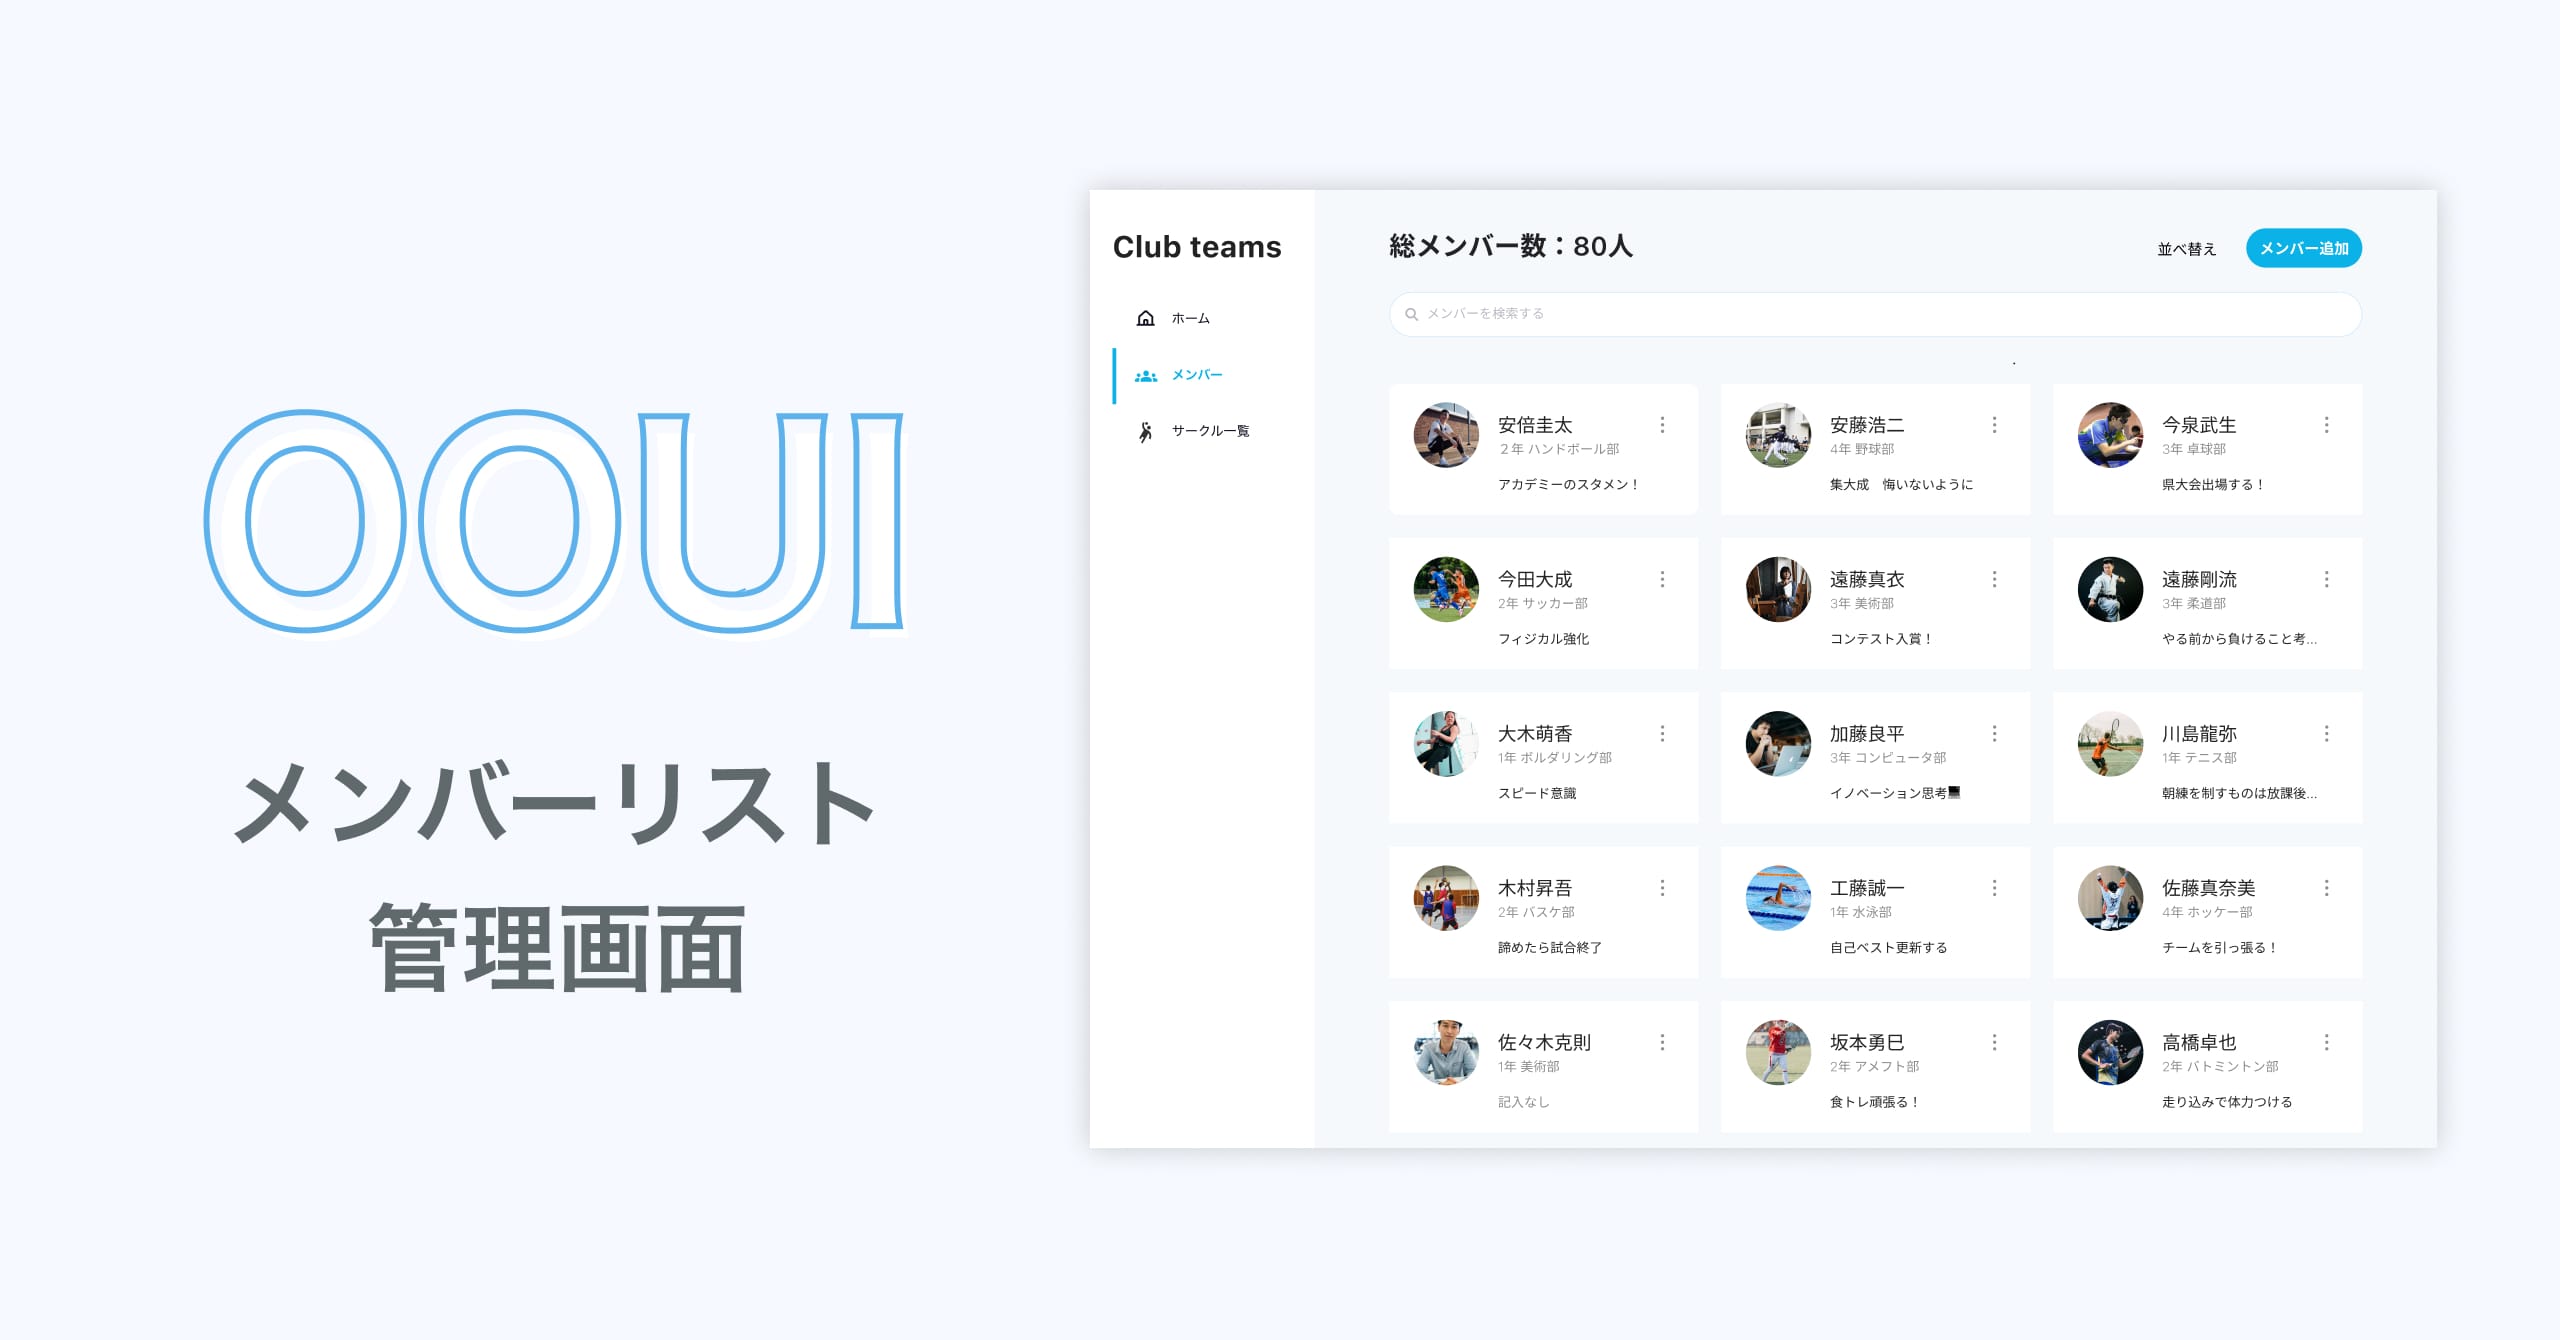 OOUI
メンバーリスト
管理画面
Club teams
ホーム
メンバー
サークル一覧
総メンバー数：80人
並べ替え
メンバー追加
メンバーを検索する
安倍圭太
２年 ハンドボール部
アカデミーのスタメン！
安藤浩二
4年 野球部
集大成　悔いないように
今泉武生
3年 卓球部
県大会出場する！
今田大成
2年 サッカー部
フィジカル強化
遠藤真衣
3年 美術部
コンテスト入賞！
遠藤剛流
3年 柔道部
やる前から負けること考...
大木萌香
1年 ボルダリング部
スピード意識
加藤良平
3年 コンピュータ部
イノベーション思考
川島龍弥
1年 テニス部
朝練を制すものは放課後...
木村昇吾
2年 バスケ部
諦めたら試合終了
工藤誠一
1年 水泳部
自己ベスト更新する
佐藤真奈美
4年 ホッケー部
チームを引っ張る！
佐々木克則
1年 美術部
記入なし
坂本勇巳
2年 アメフト部
食トレ頑張る！
高橋卓也
2年 バトミントン部
走り込みで体力つける